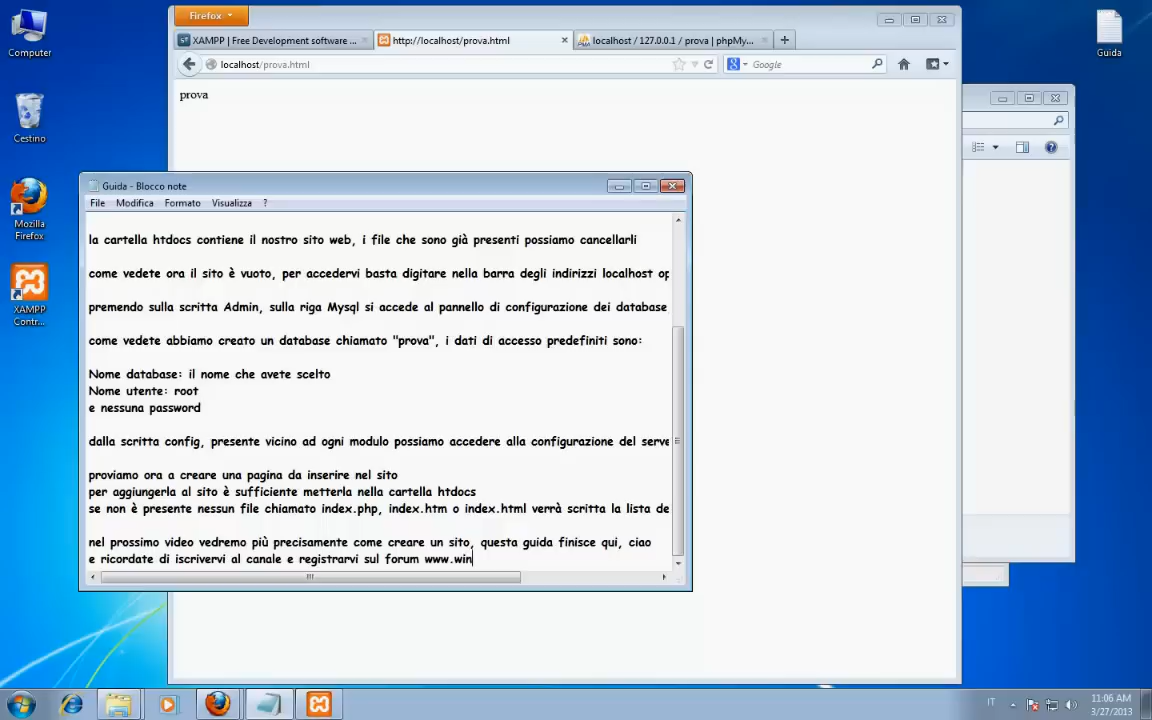 Computer
Cestino
Mozilla
Firefox
XAMPP
Contr...
Guida
Firefox
XAMPP | Free Development software ...
http://localhost/prova.html
localhost / 127.0.0.1 / prova | phpMy...
localhost/prova.html
Google
prova
Guida - Blocco note
File Modifica Formato Visualizza ?
la cartella htdocs contiene il nostro sito web, i file che sono già presenti possiamo cancellarli
come vedete ora il sito è vuoto, per accedervi basta digitare nella barra degli indirizzi localhost op
premendo sulla scritta Admin, sulla riga Mysql si accede al pannello di configurazione dei database
come vedete abbiamo creato un database chiamato "prova", i dati di accesso predefiniti sono:
Nome database: il nome che avete scelto
Nome utente: root
e nessuna password
dalla scritta config, presente vicino ad ogni modulo possiamo accedere alla configurazione del serve
proviamo ora a creare una pagina da inserire nel sito
per aggiungerla al sito è sufficiente metterla nella cartella htdocs
se non è presente nessun file chiamato index.php, index.htm o index.html verrà scritta la lista de
nel prossimo video vedremo più precisamente come creare un sito, questa guida finisce qui, ciao
e ricordate di iscrivervi al canale e registrarvi sul forum www.win
IT
11:06 AM
3/27/2013